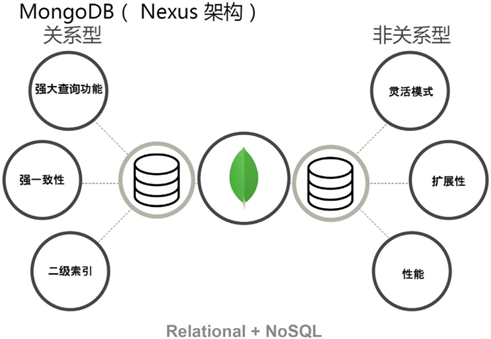 MongoDB（ Nexus 架构）
关系型
非关系型
强大查询功能
灵活模式
强一致性
扩展性
二级索引
性能
Relational + NoSQL